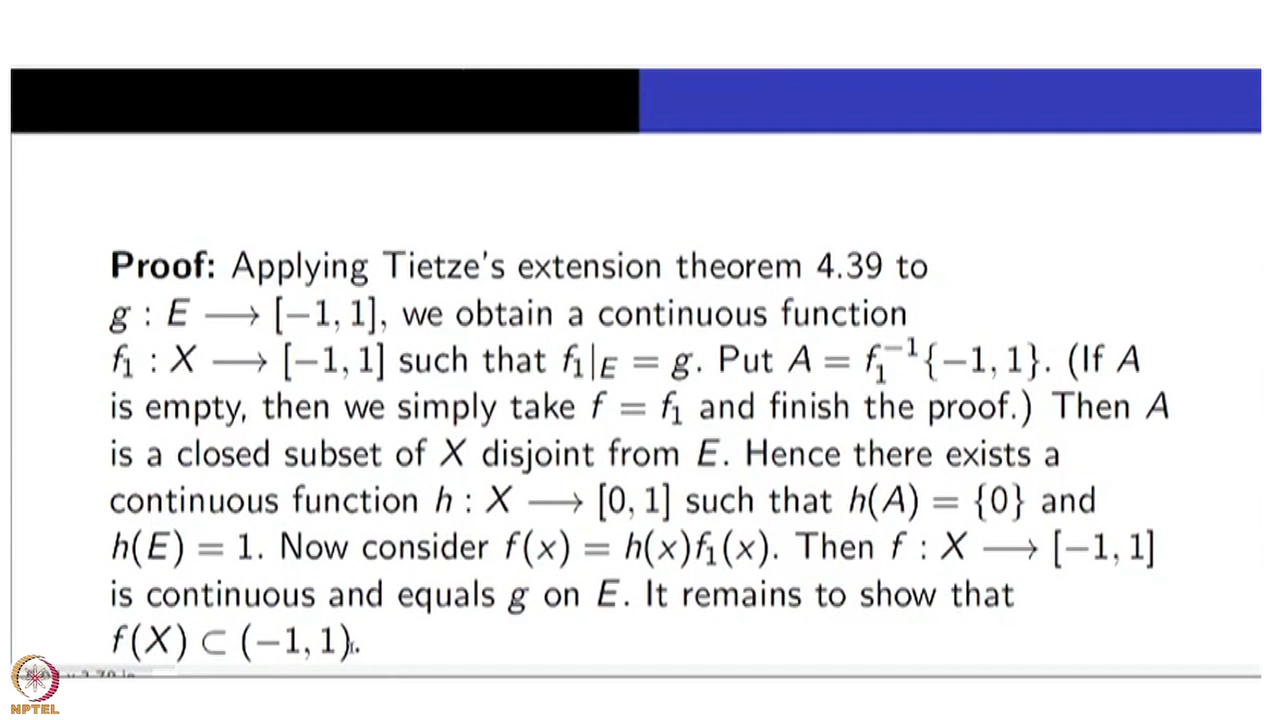 Proof: Applying Tietze's extension theorem 4.39 to
g : E ⟶ [−1, 1], we obtain a continuous function
f₁ : X ⟶ [−1, 1] such that f₁|_E = g. Put A = f₁⁻¹{−1, 1}. (If A
is empty, then we simply take f = f₁ and finish the proof.) Then A
is a closed subset of X disjoint from E. Hence there exists a
continuous function h : X ⟶ [0, 1] such that h(A) = {0} and
h(E) = 1. Now consider f(x) = h(x)f₁(x). Then f : X ⟶ [−1, 1]
is continuous and equals g on E. It remains to show that
f(X) ⊂ (−1, 1).
NPTEL